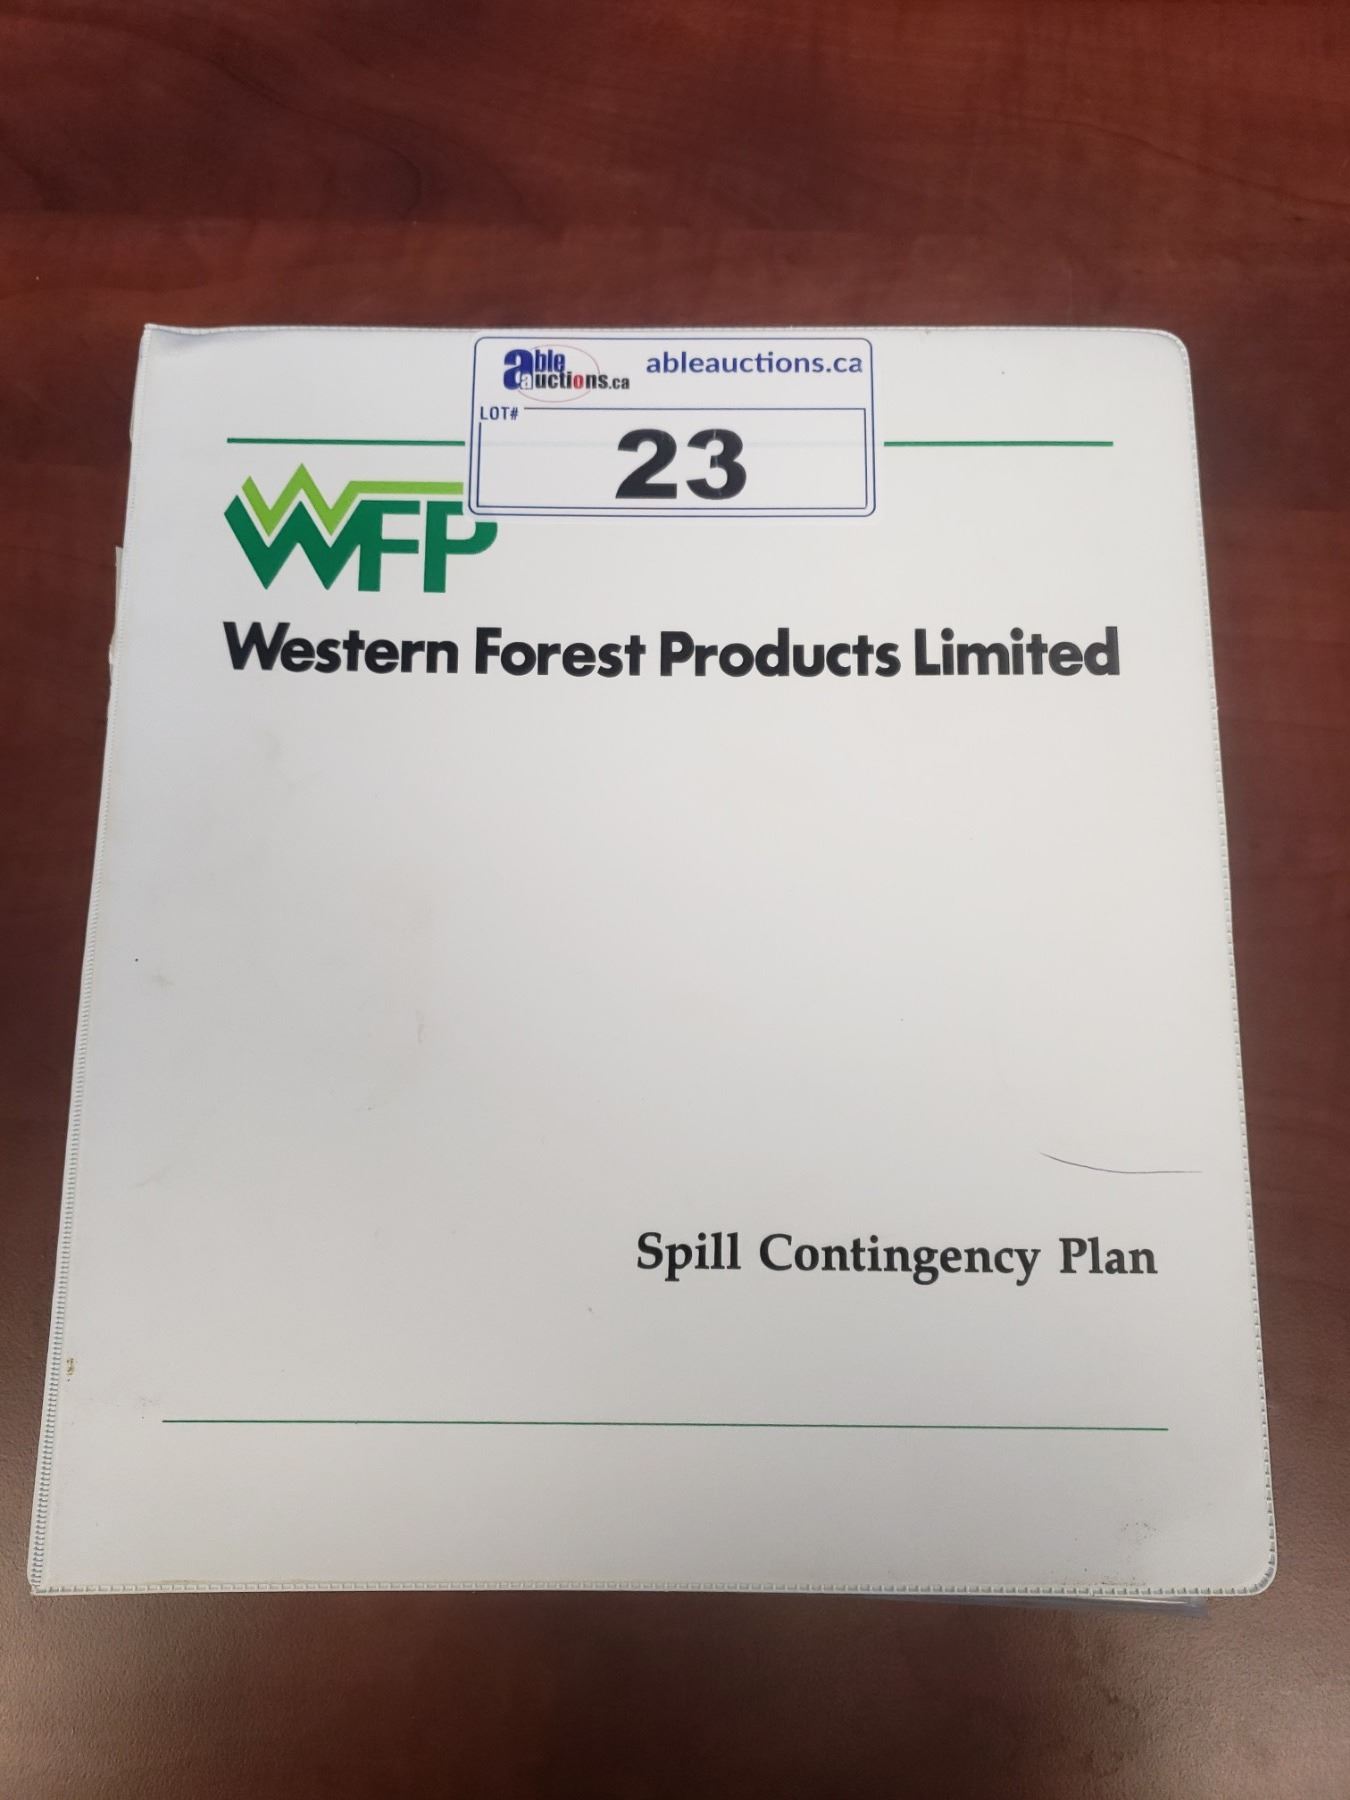 able auctions.ca
ableauctions.ca
LOT#
23
WFP
Western Forest Products Limited
Spill Contingency Plan